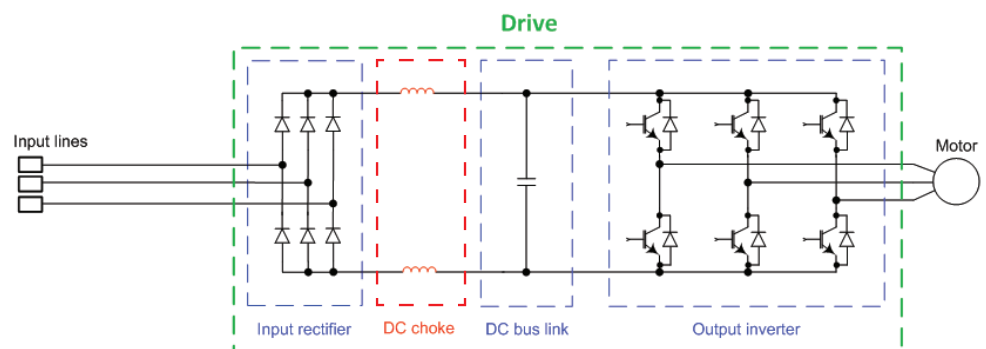 Drive
Input lines
Motor
Input rectifier
DC choke
DC bus link
Output inverter